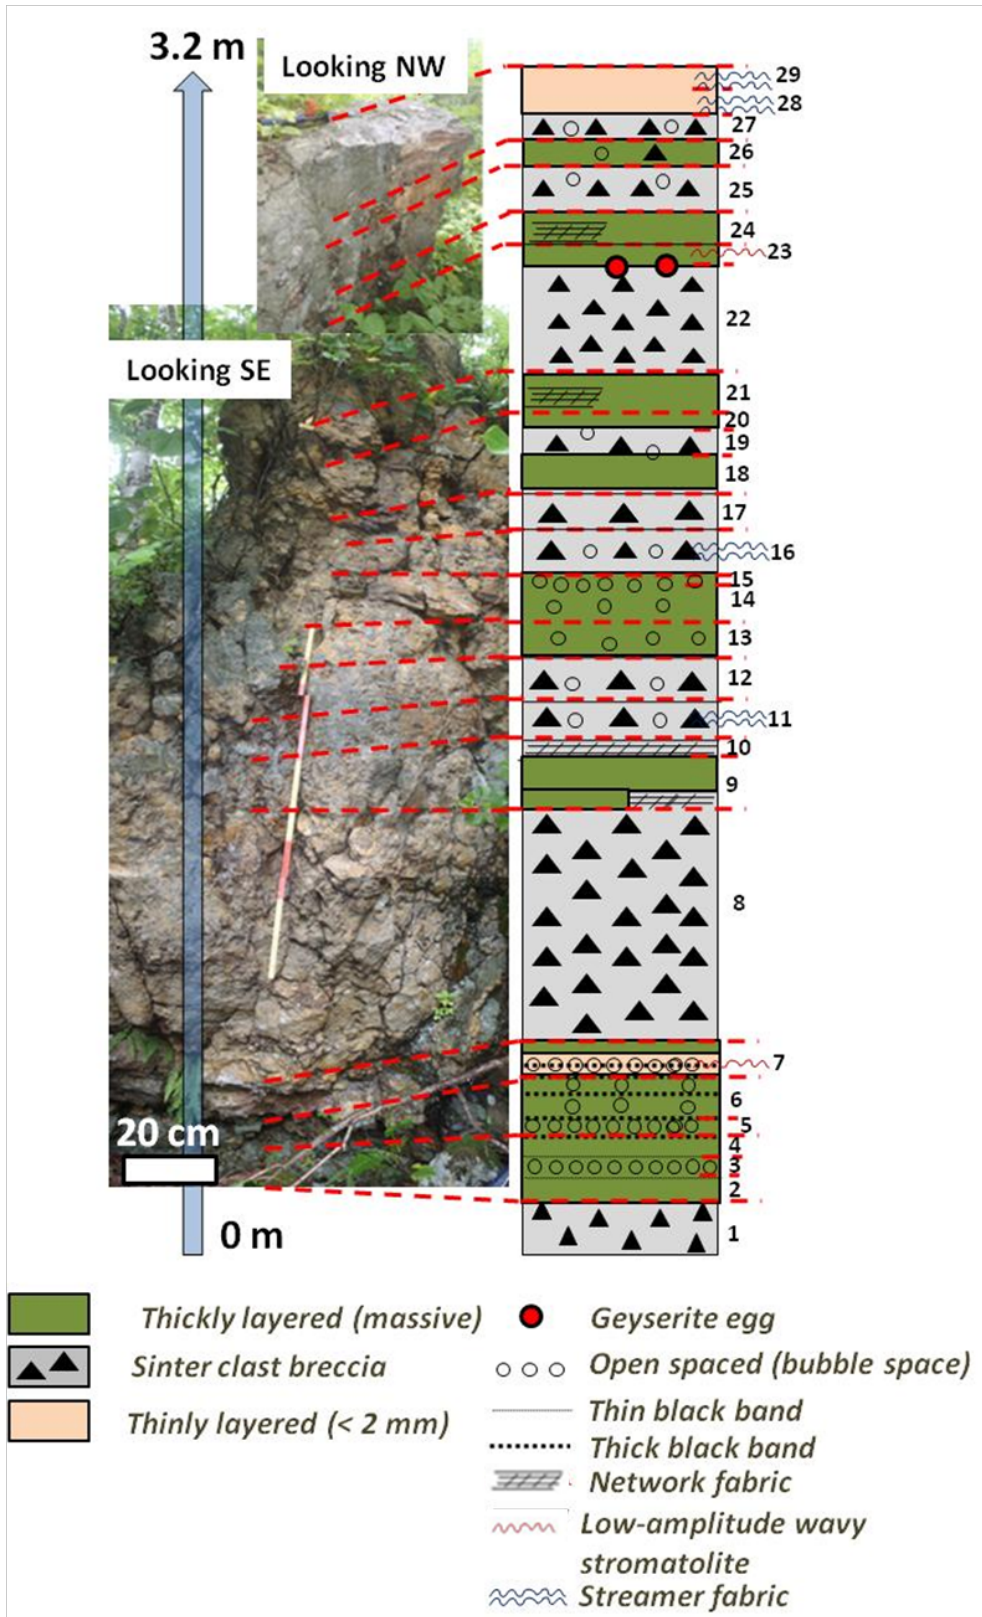 3.2 m
Looking NW
29
28
27
26
25
24
23
22
Looking SE
21
20
19
18
17
16
15
14
13
12
11
10
9
8
7
6
5
20 cm
4
3
2
0 m
1
Thickly layered (massive)
Geyserite egg
Sinter clast breccia
Open spaced (bubble space)
Thinly layered (< 2 mm)
Thin black band
Thick black band
Network fabric
Low-amplitude wavy
stromatolite
Streamer fabric